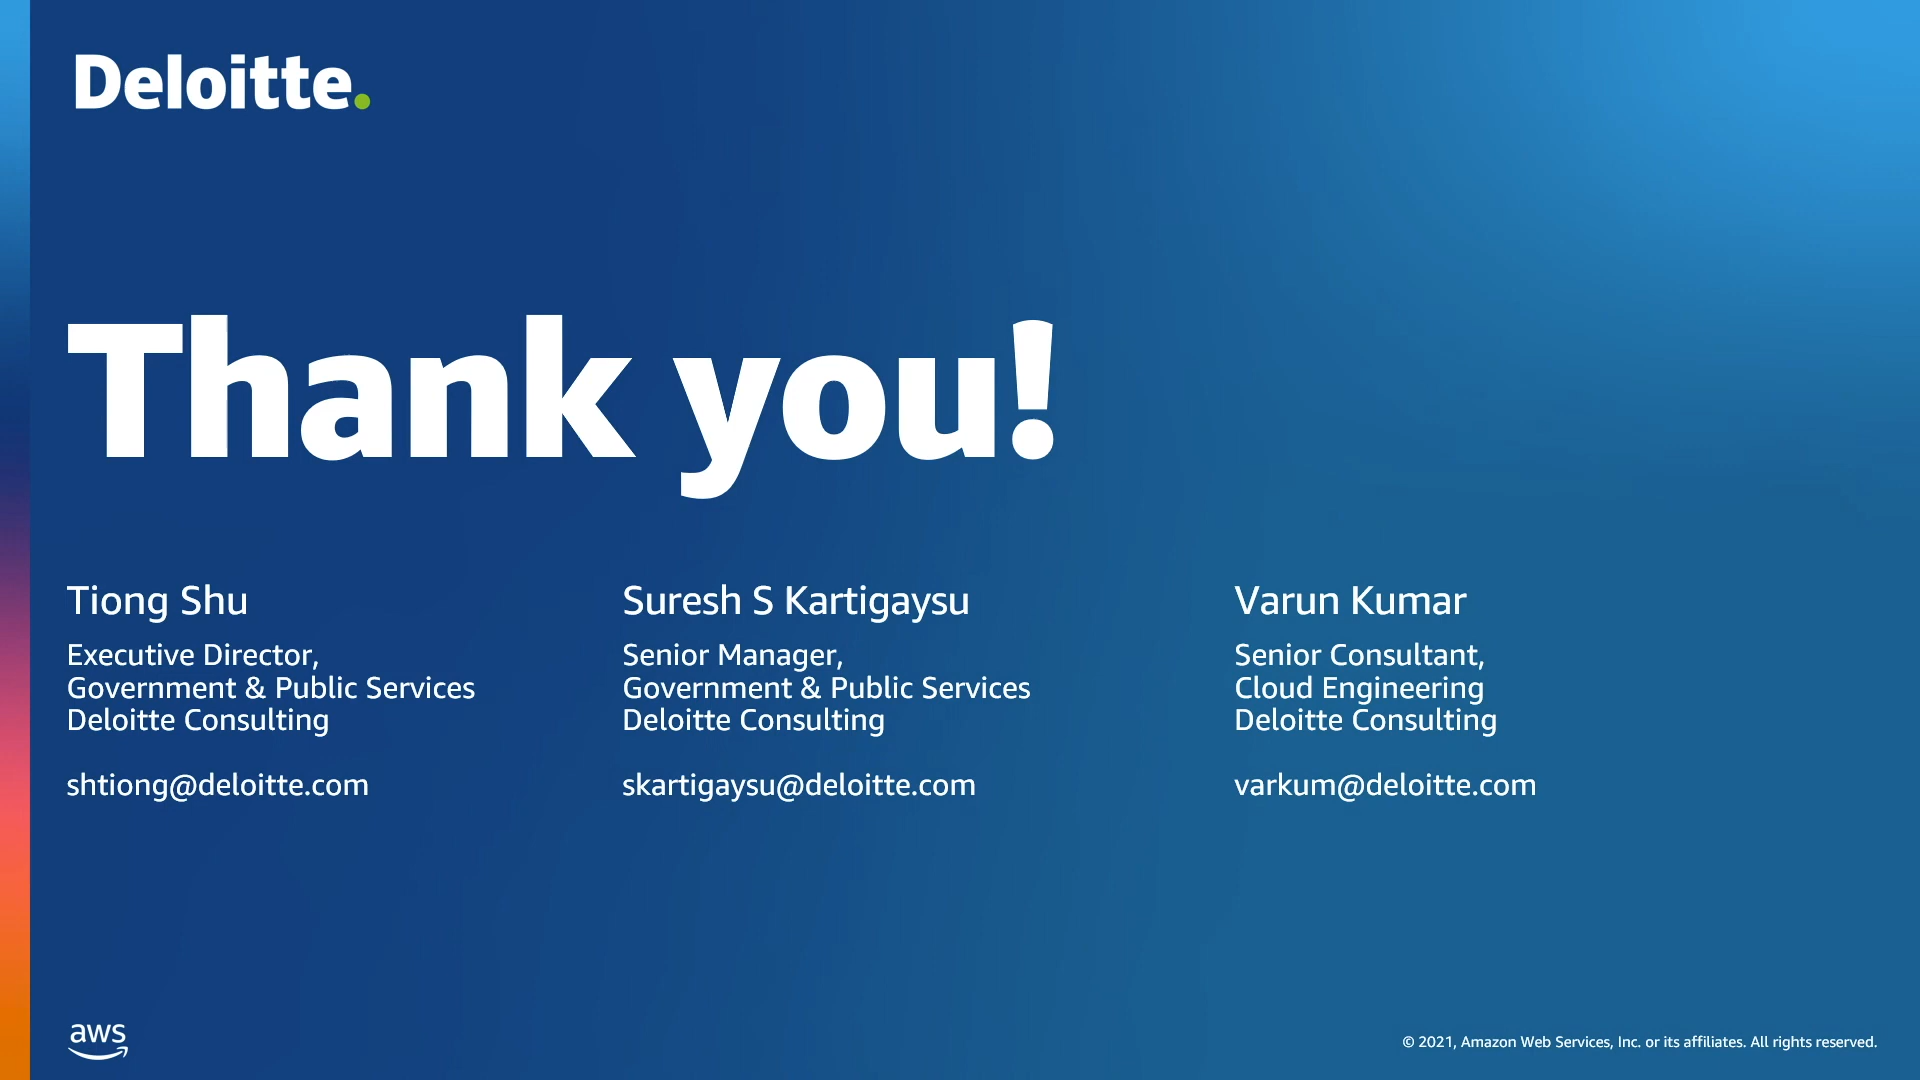 Deloitte.
Thank you!
Tiong Shu
Executive Director,
Government & Public Services
Deloitte Consulting
shtiong@deloitte.com
Suresh S Kartigaysu
Senior Manager,
Government & Public Services
Deloitte Consulting
skartigaysu@deloitte.com
Varun Kumar
Senior Consultant,
Cloud Engineering
Deloitte Consulting
varkum@deloitte.com
aws
© 2021, Amazon Web Services, Inc. or its affiliates. All rights reserved.